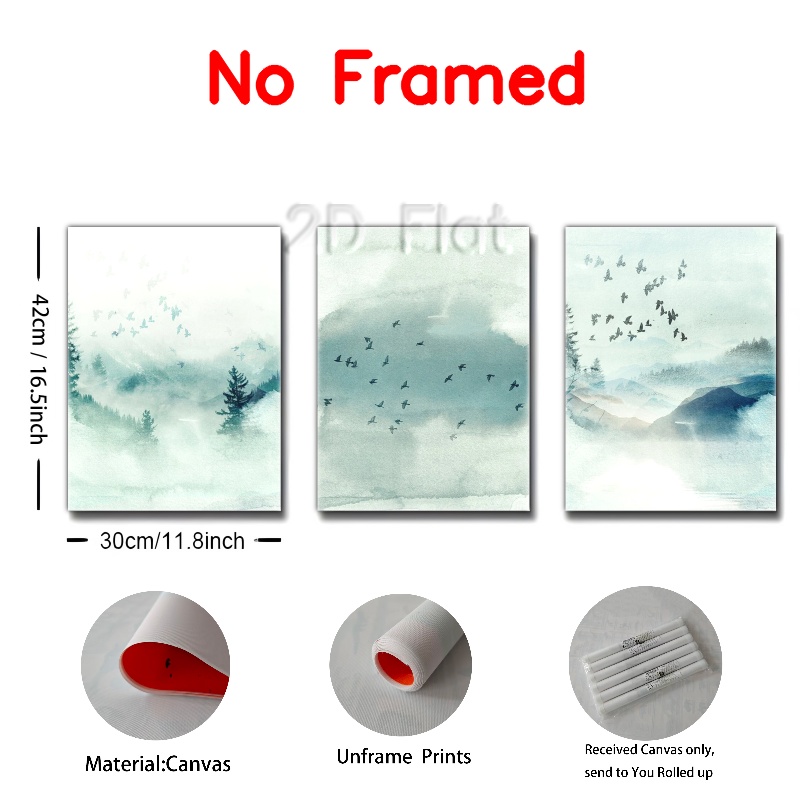 No Framed
2D Flat
42cm / 16.5inch
30cm/11.8inch
Material:Canvas
Unframe Prints
Received Canvas only,
send to You Rolled up